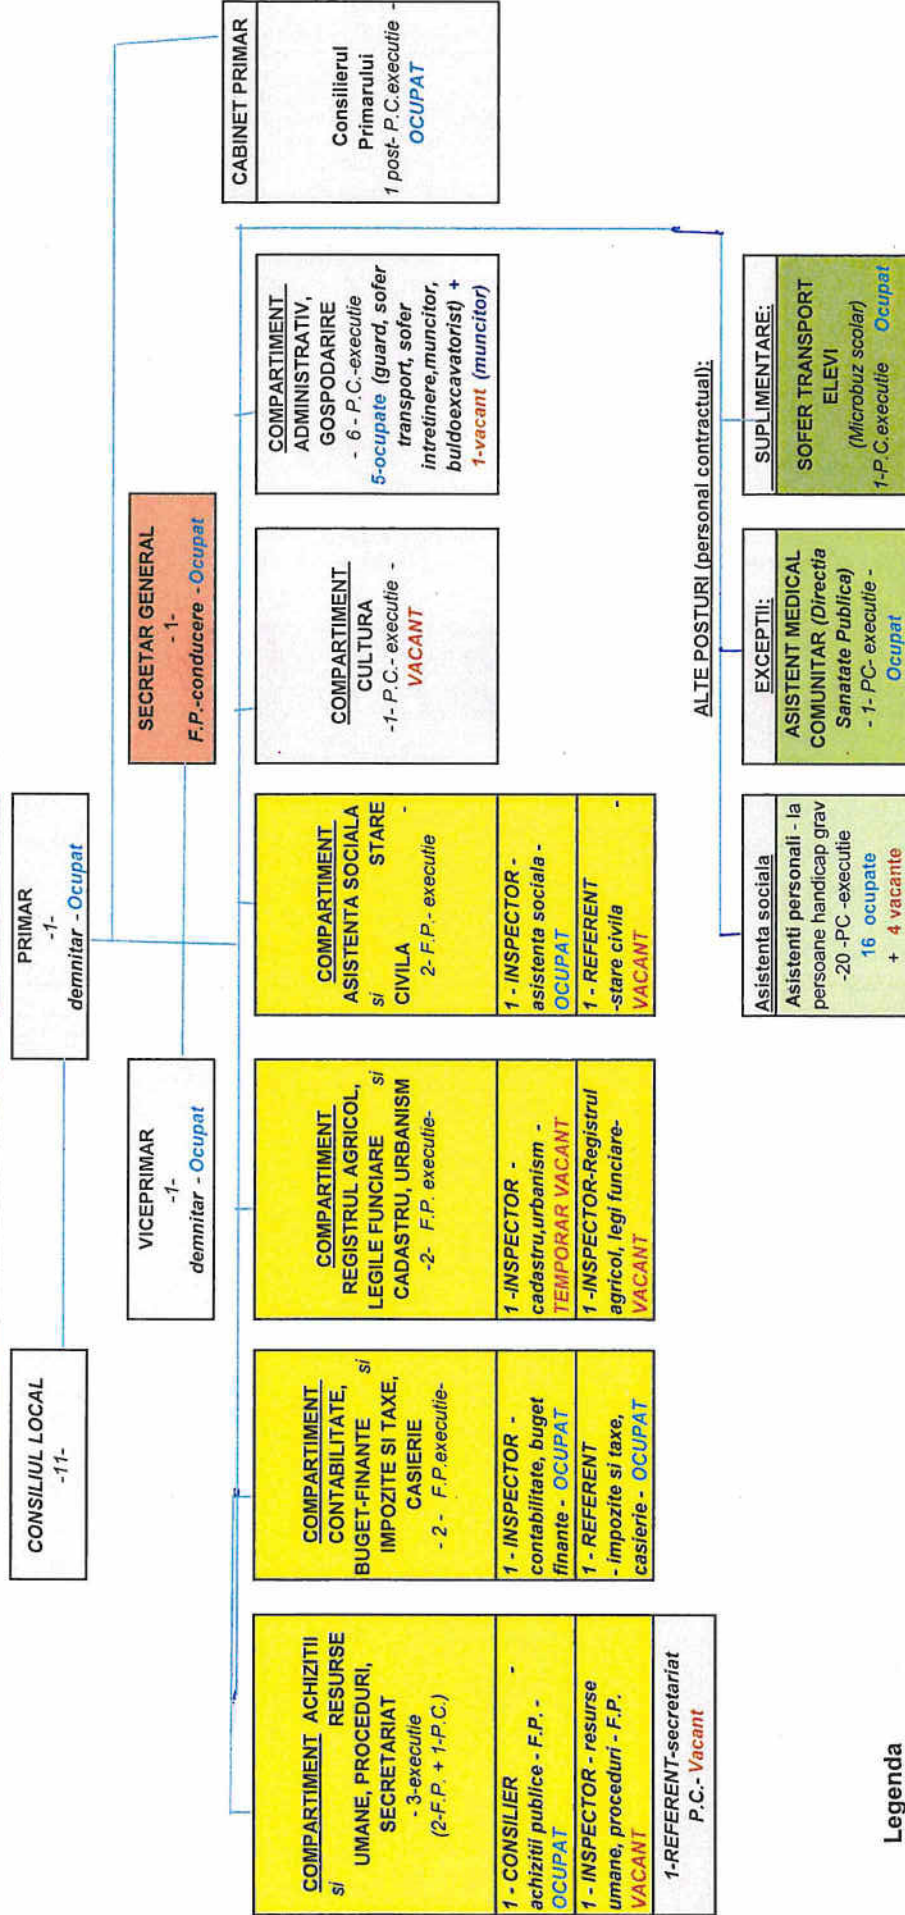 CONSILIUL LOCAL
-11-
PRIMAR
-1-
demnitar - Ocupat
VICEPRIMAR
-1-
demnitar - Ocupat
SECRETAR GENERAL
- 1-
F.P.-conducere - Ocupat
CABINET PRIMAR
Consilierul
Primarului
1 post- P.C.executie -
OCUPAT
COMPARTIMENT ACHIZITII
si RESURSE
UMANE, PROCEDURI,
SECRETARIAT
- 3-executie
(2-F.P. + 1-P.C.)
1 - CONSILIER -
achizitii publice - F.P. -
OCUPAT
1 - INSPECTOR - resurse
umane, proceduri - F.P.
VACANT
1-REFERENT-secretariat
P.C.- Vacant
COMPARTIMENT
CONTABILITATE,
BUGET-FINANTE si
IMPOZITE SI TAXE,
CASIERIE
- 2 - F.P.executie-
1 - INSPECTOR -
contabilitate, buget
finante - OCUPAT
1 - REFERENT
- impozite si taxe,
casierie - OCUPAT
COMPARTIMENT
REGISTRUL AGRICOL,
LEGILE FUNCIARE si
CADASTRU, URBANISM
-2- F.P. executie-
1 -INSPECTOR -
cadastru,urbanism -
TEMPORAR VACANT
1 -INSPECTOR-Registrul
agricol, legi funciare-
VACANT
COMPARTIMENT
ASISTENTA SOCIALA
si STARE
CIVILA -
2- F.P.- executie
1 - INSPECTOR -
asistenta sociala -
OCUPAT
1 - REFERENT
-stare civila -
VACANT
COMPARTIMENT
CULTURA
-1- P.C.- executie -
VACANT
COMPARTIMENT
ADMINISTRATIV,
GOSPODARIRE
- 6 - P.C.-executie
5-ocupate (guard, sofer
transport, sofer
intretinere,muncitor,
buldoexcavatorist) +
1-vacant (muncitor)
ALTE POSTURI (personal contractual):
Asistenta sociala
Asistenti personali - la
persoane handicap grav
-20 -PC -executie
16 ocupate
+ 4 vacante
EXCEPTII:
ASISTENT MEDICAL
COMUNITAR (Directia
Sanatate Publica)
- 1- PC- executie -
Ocupat
SUPLIMENTARE:
SOFER TRANSPORT
ELEVI
(Microbuz scolar)
1-P.C.executie Ocupat
Legenda